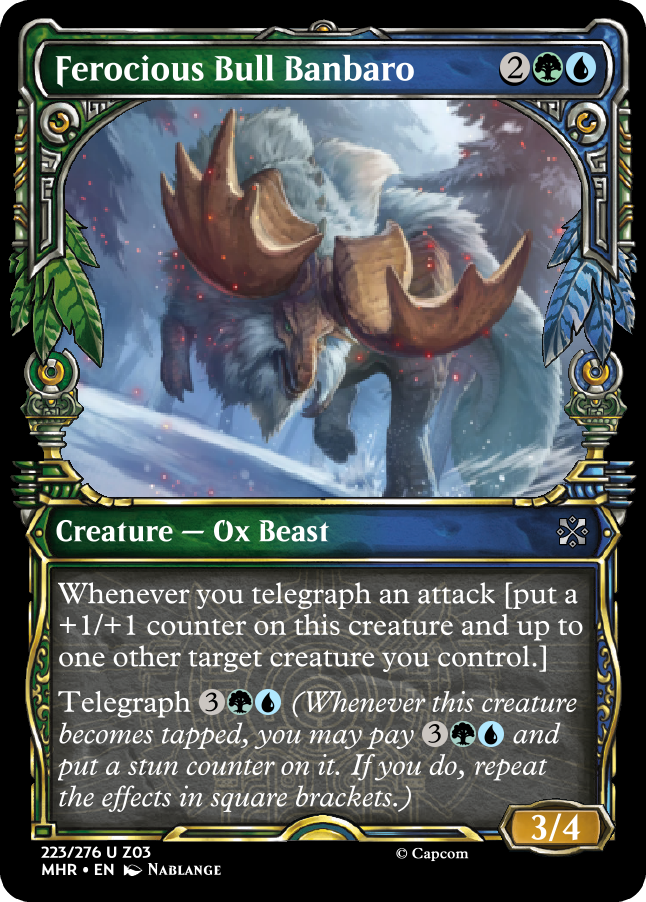 Ferocious Bull Banbaro 2
Creature — Ox Beast
Whenever you telegraph an attack [put a
+1/+1 counter on this creature and up to
one other target creature you control.]
Telegraph 3 (Whenever this creature
becomes tapped, you may pay 3 and
put a stun counter on it. If you do, repeat
the effects in square brackets.)
3/4
223/276 U Z03
MHR • EN Nablange
© Capcom